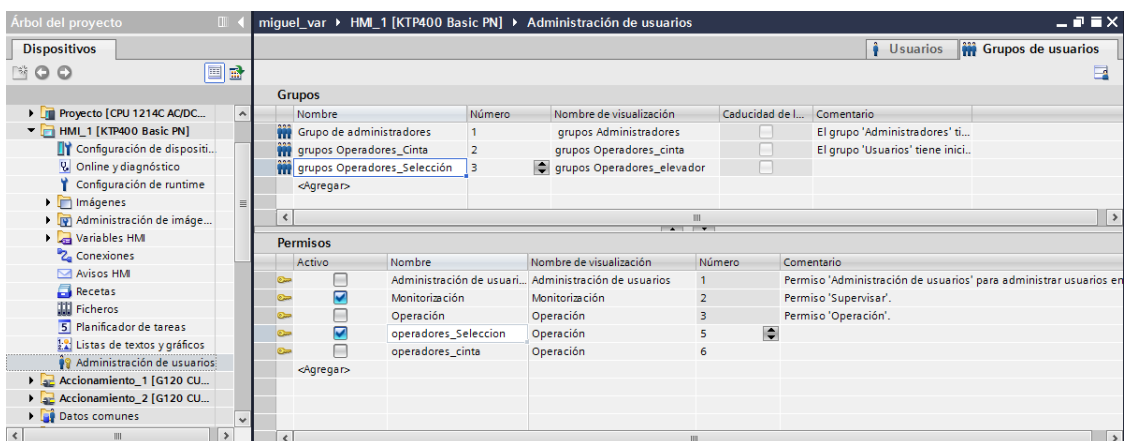 Árbol del proyecto
miguel_var HMI_1 [KTP400 Basic PN] Administración de usuarios
Dispositivos
Usuarios Grupos de usuarios
Proyecto [CPU 1214C AC/DC...
HMI_1 [KTP400 Basic PN]
Configuración de dispositi...
Online y diagnóstico
Configuración de runtime
Imágenes
Administración de imáge...
Variables HMI
Conexiones
Avisos HMI
Recetas
Ficheros
Planificador de tareas
Listas de textos y gráficos
Administración de usuarios
Accionamiento_1 [G120 CU...
Accionamiento_2 [G120 CU...
Datos comunes
Grupos
Nombre Número Nombre de visualización Caducidad de l... Comentario
Grupo de administradores 1 grupos Administradores El grupo 'Administradores' ti...
grupos Operadores_Cinta 2 grupos Operadores_cinta El grupo 'Usuarios' tiene inici..
grupos Operadores_Selección 3 grupos Operadores_elevador
<Agregar>
Permisos
Activo Nombre Nombre de visualización Número Comentario
Administración de usuari... Administración de usuarios 1 Permiso 'Administración de usuarios' para administrar usuarios en
Monitorización Monitorización 2 Permiso 'Supervisar'.
Operación Operación 3 Permiso 'Operación'.
operadores_Seleccion Operación 5
operadores_cinta Operación 6
<Agregar>